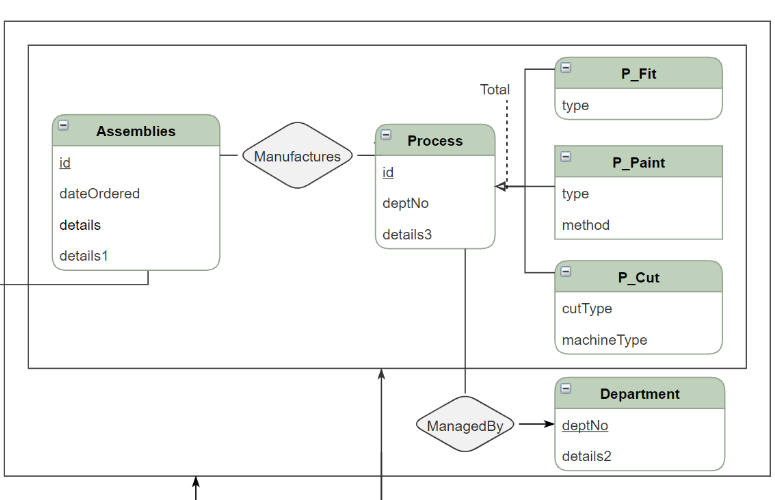 Assemblies
id
dateOrdered
details
details1
Manufactures
Process
id
deptNo
details3
Total
P_Fit
type
P_Paint
type
method
P_Cut
cutType
machineType
ManagedBy
Department
deptNo
details2